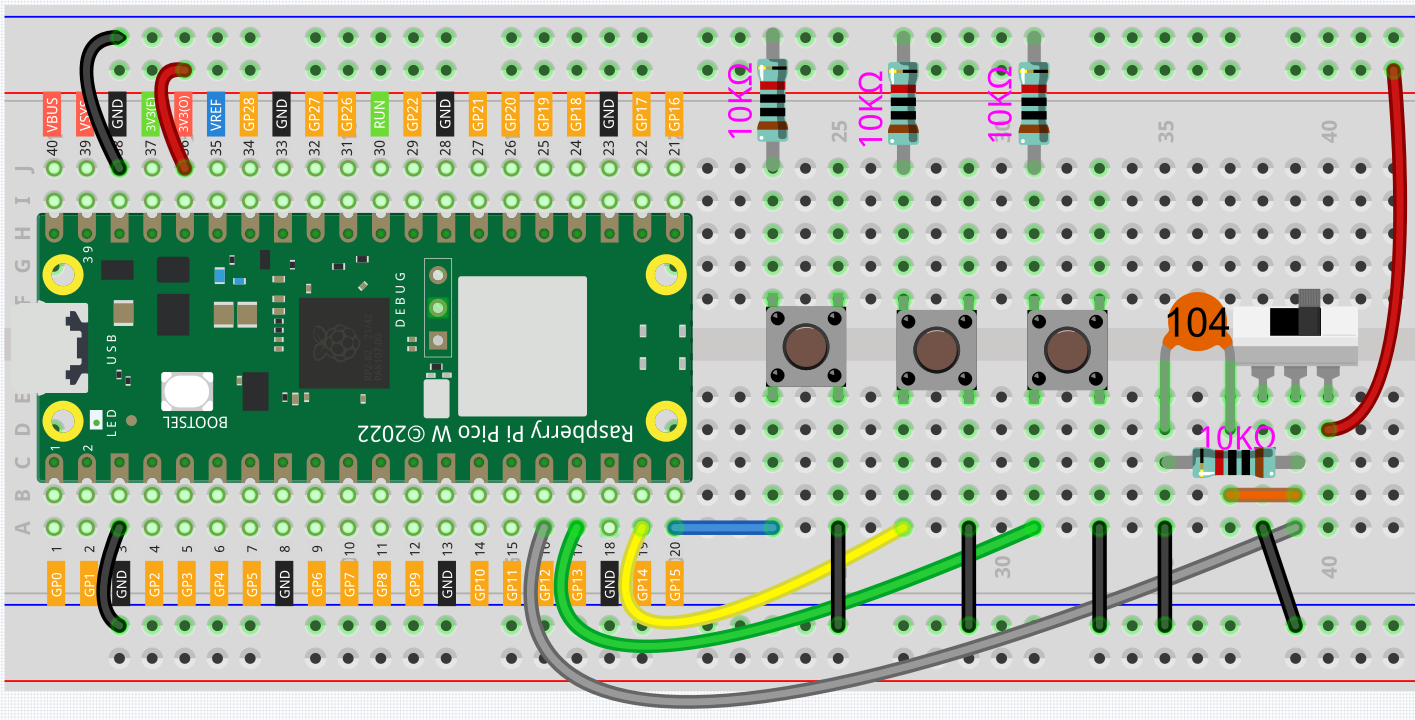 10KΩ 10KΩ 10KΩ
VBUS VSY GND 3V3(E 3V3(O) VREF GP28 GND GP27 GP26 RUN GP22 GND GP21 GP20 GP19 GP18 GND GP17 GP16
40 39 38 37 36 35 34 33 32 31 30 29 28 27 26 25 24 23 22 21
25 35 40
J
I
H
G
F
39
DEBUG
USB
104
E
D
C
B
A
LED
BOOTSEL
Raspberry Pi Pico W ©2022
1 2
10KΩ
1 2 3 4 5 6 7 8 9 10 11 12 13 14 15 16 17 18 19 20
30 40
GP0 GP1 GND GP2 GP3 GP4 GP5 GND GP6 GP7 GP8 GP9 GND GP10 GP11 GP12 GP13 GND GP14 GP15